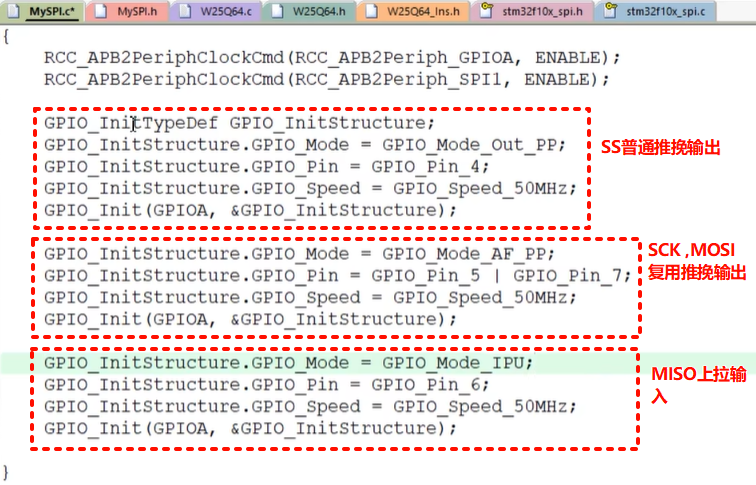 MySPI.c* MySPI.h W25Q64.c W25Q64.h W25Q64_Ins.h stm32f10x_spi.h stm32f10x_spi.c
{
RCC_APB2PeriphClockCmd(RCC_APB2Periph_GPIOA, ENABLE);
RCC_APB2PeriphClockCmd(RCC_APB2Periph_SPI1, ENABLE);
GPIO_InitTypeDef GPIO_InitStructure;
GPIO_InitStructure.GPIO_Mode = GPIO_Mode_Out_PP;
GPIO_InitStructure.GPIO_Pin = GPIO_Pin_4;
GPIO_InitStructure.GPIO_Speed = GPIO_Speed_50MHz;
GPIO_Init(GPIOA, &GPIO_InitStructure);
SS普通推挽输出
GPIO_InitStructure.GPIO_Mode = GPIO_Mode_AF_PP;
GPIO_InitStructure.GPIO_Pin = GPIO_Pin_5 | GPIO_Pin_7;
GPIO_InitStructure.GPIO_Speed = GPIO_Speed_50MHz;
GPIO_Init(GPIOA, &GPIO_InitStructure);
SCK ,MOSI
复用推挽输出
GPIO_InitStructure.GPIO_Mode = GPIO_Mode_IPU;
GPIO_InitStructure.GPIO_Pin = GPIO_Pin_6;
GPIO_InitStructure.GPIO_Speed = GPIO_Speed_50MHz;
GPIO_Init(GPIOA, &GPIO_InitStructure);
MISO上拉输
入
}